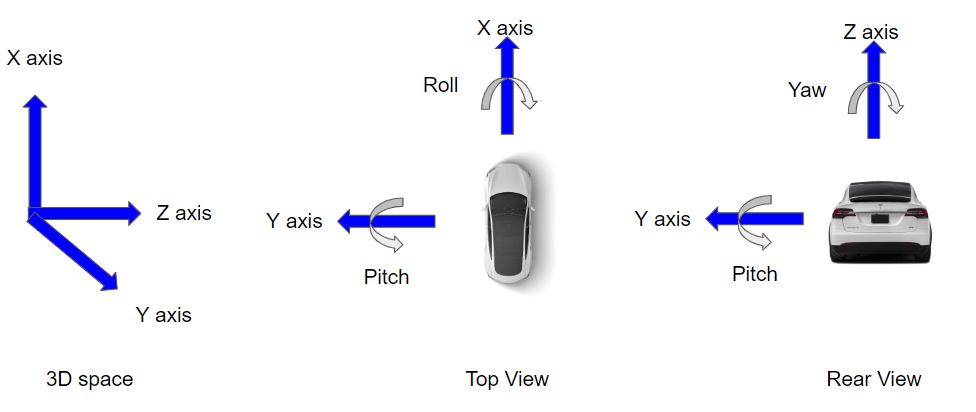 X axis
Z axis
Y axis
3D space
X axis
Roll
Y axis
Pitch
Top View
Z axis
Yaw
Y axis
Pitch
Rear View